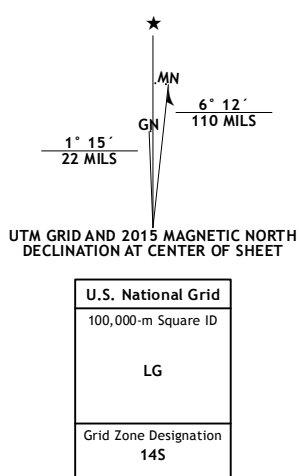 ★
MN
GN
6° 12´
110 MILS
1° 15´
22 MILS
UTM GRID AND 2015 MAGNETIC NORTH
DECLINATION AT CENTER OF SHEET
U.S. National Grid
100,000-m Square ID
LG
Grid Zone Designation
14S